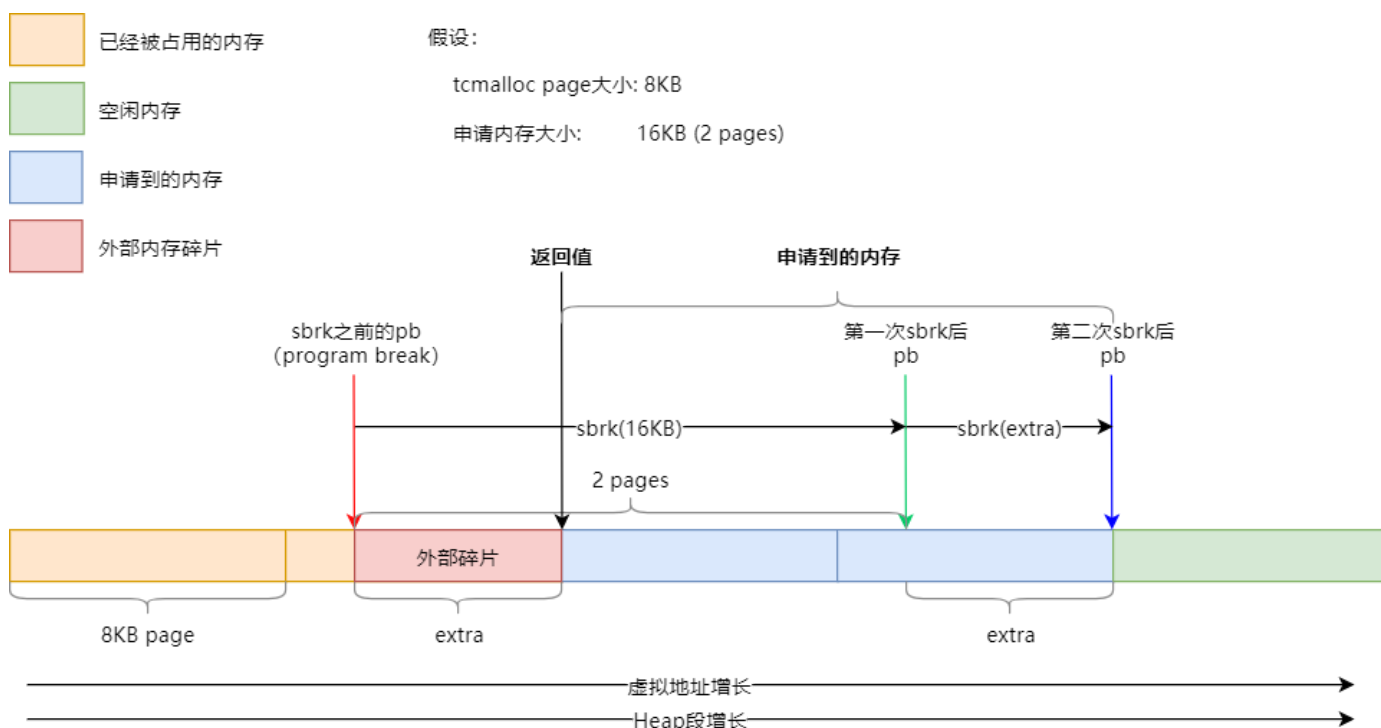 已经被占用的内存
空闲内存
申请到的内存
外部内存碎片
假设：
tcmalloc page大小: 8KB
申请内存大小: 16KB (2 pages)
返回值
申请到的内存
sbrk之前的pb
（program break）
第一次sbrk后
pb
第二次sbrk后
pb
sbrk(16KB)
sbrk(extra)
2 pages
外部碎片
8KB page
extra
extra
虚拟地址增长
Heap段增长